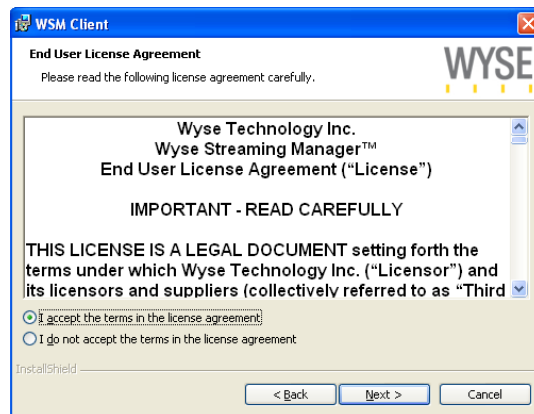 WSM Client
End User License Agreement
Please read the following license agreement carefully.
WYSE
Wyse Technology Inc.
Wyse Streaming Manager™
End User License Agreement (“License”)
IMPORTANT - READ CAREFULLY
THIS LICENSE IS A LEGAL DOCUMENT setting forth the
terms under which Wyse Technology Inc. (“Licensor”) and
its licensors and suppliers (collectively referred to as “Third
I accept the terms in the license agreement
I do not accept the terms in the license agreement
InstallShield
< Back
Next >
Cancel